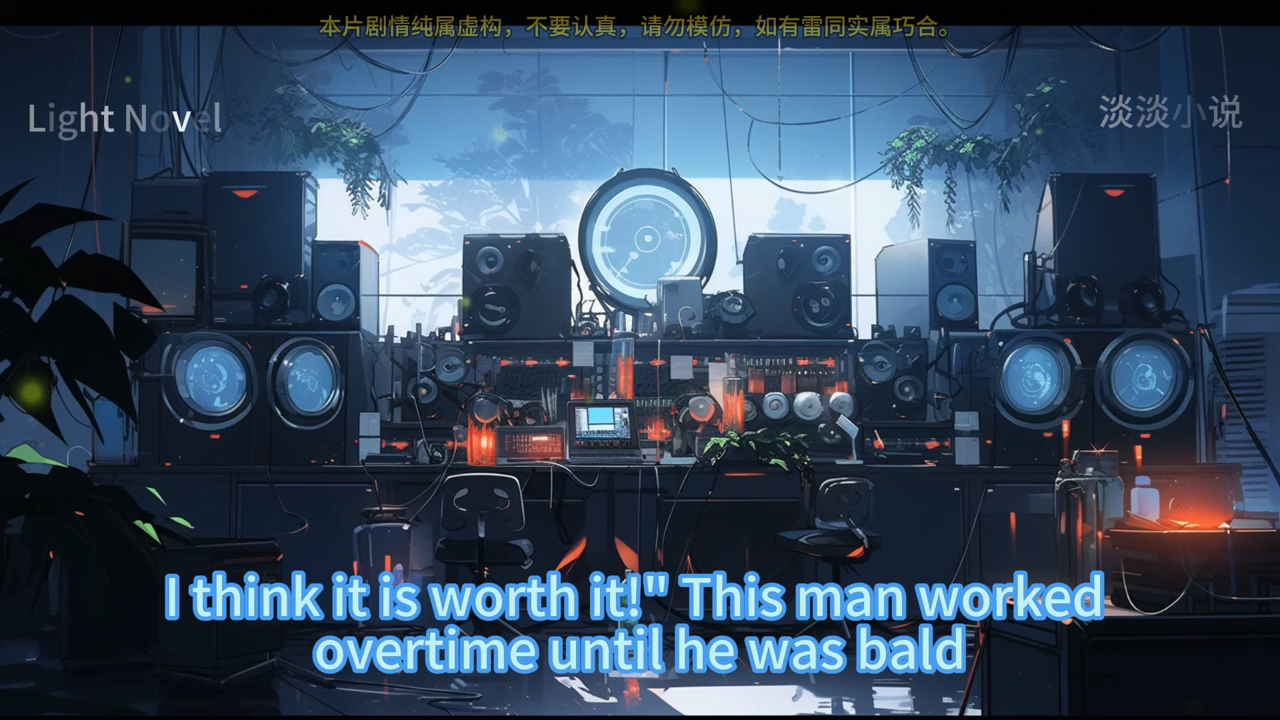 本片剧情纯属虚构，不要认真，请勿模仿，如有雷同实属巧合。
Light Novel
淡淡小说
I think it is worth it!" This man worked
overtime until he was bald